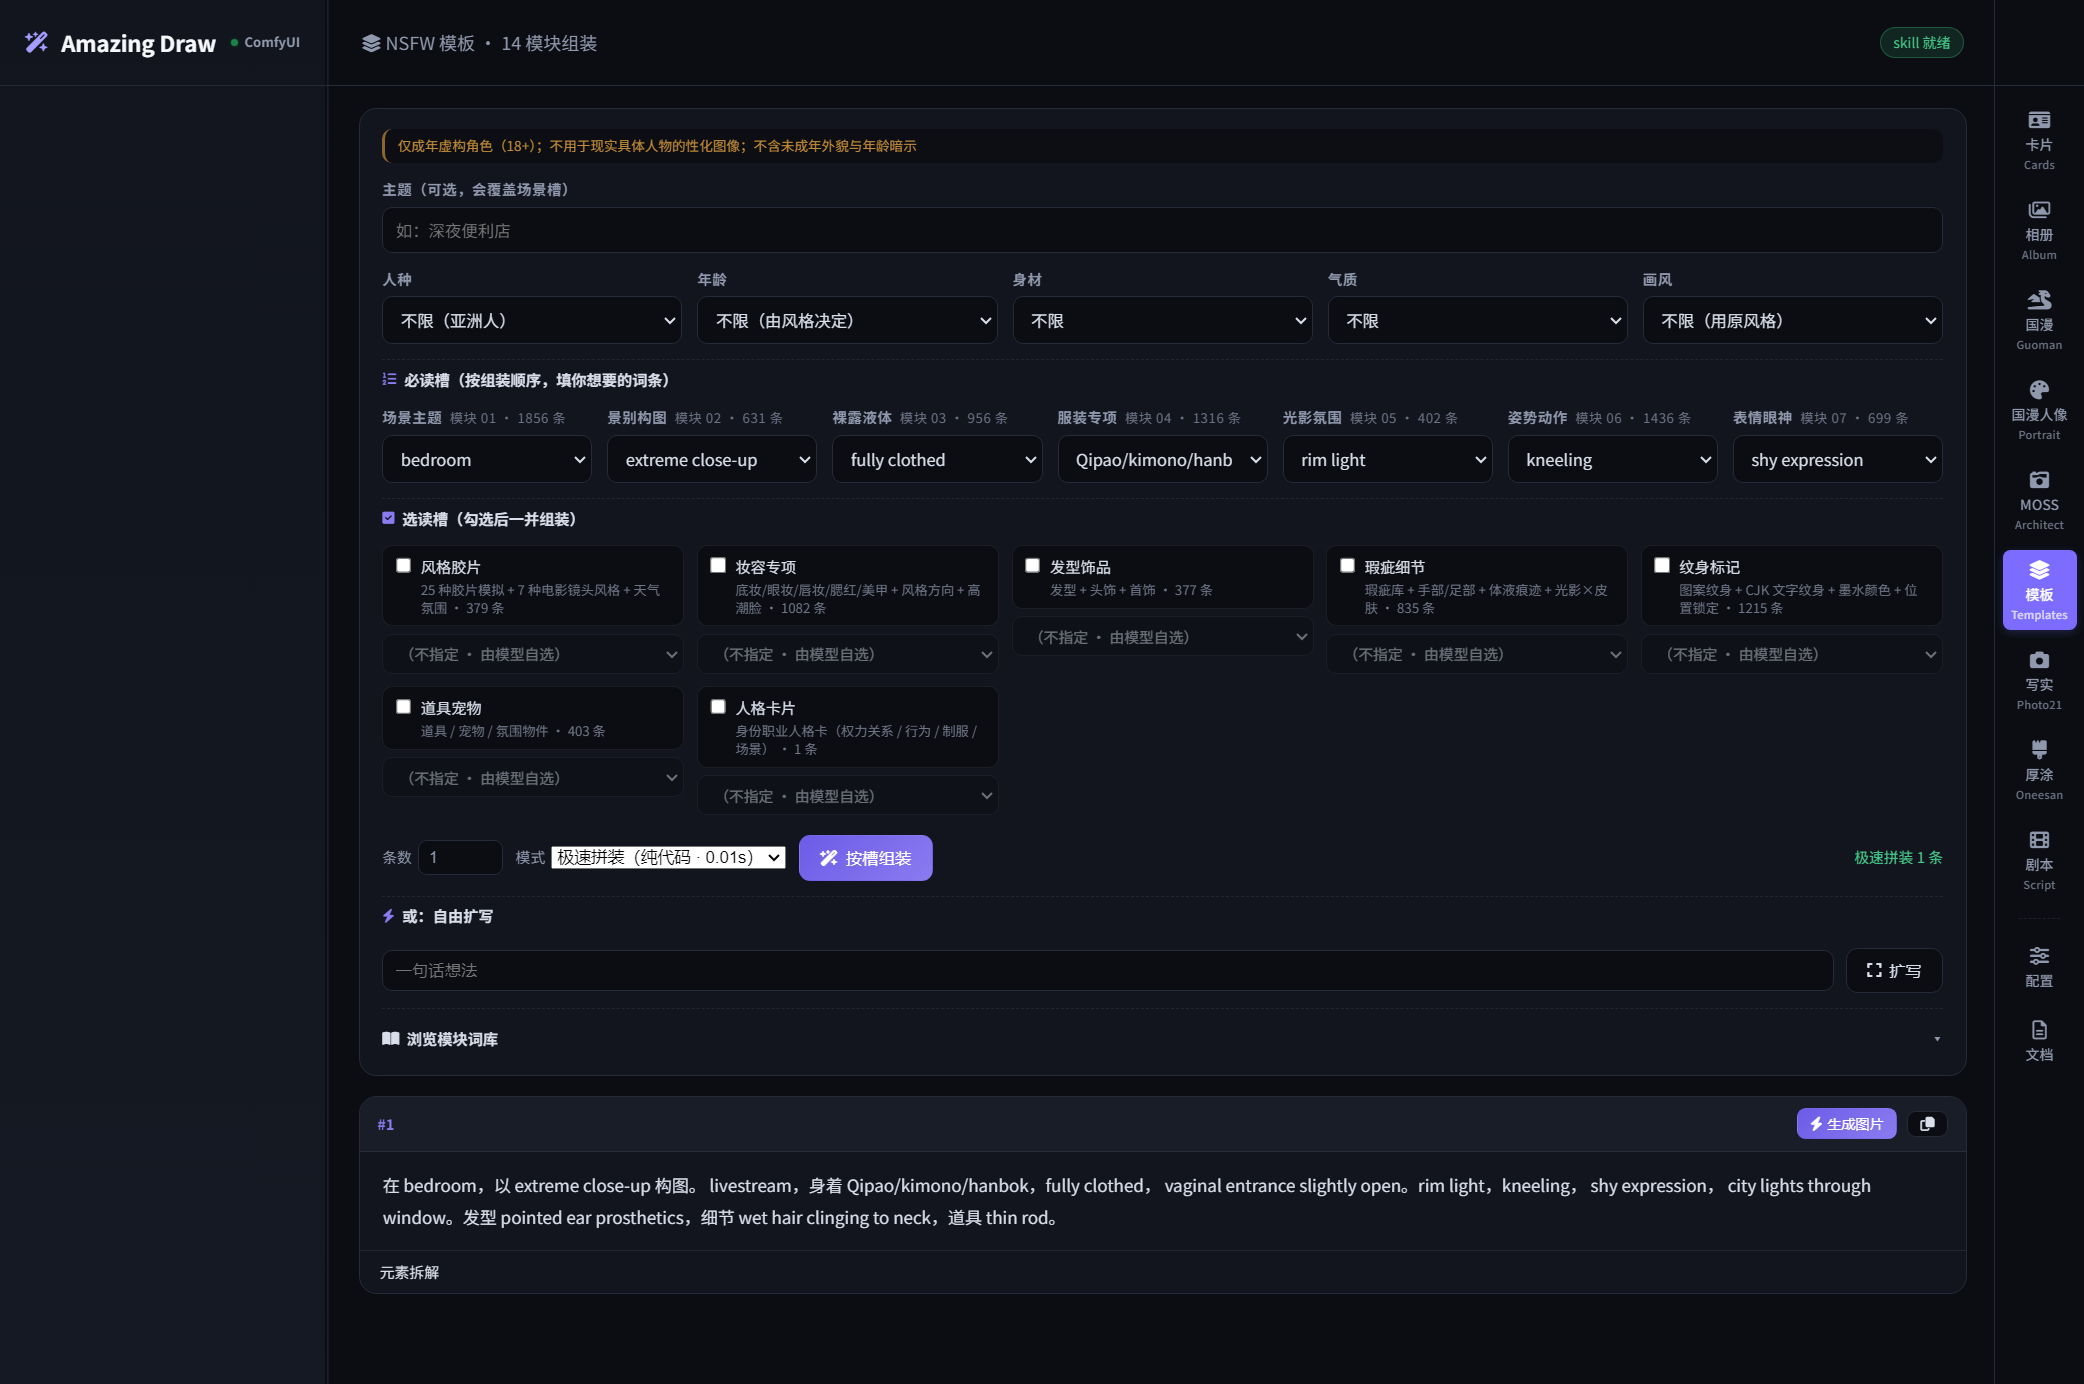 Amazing Draw
ComfyUI
NSFW 模板 · 14 模块组装
skill 就绪
仅成年虚构角色（18+）；不用于现实具体人物的性化图像；不含未成年外貌与年龄暗示
主题（可选，会覆盖场景槽）
如：深夜便利店
人种 年龄 身材 气质 画风
不限（亚洲人） 不限（由风格决定） 不限 不限 不限（用原风格）
必读槽（按组装顺序，填你想要的词条）
场景主题 模块 01 · 1856 条 景别构图 模块 02 · 631 条 裸露液体 模块 03 · 956 条 服装专项 模块 04 · 1316 条 光影氛围 模块 05 · 402 条 姿势动作 模块 06 · 1436 条 表情眼神 模块 07 · 699 条
bedroom extreme close-up fully clothed Qipao/kimono/hanb rim light kneeling shy expression
选读槽（勾选后一并组装）
风格胶片
25 种胶片模拟 + 7 种电影镜头风格 + 天气
氛围 · 379 条
（不指定 · 由模型自选）
妆容专项
底妆/眼妆/唇妆/腮红/美甲 + 风格方向 + 高
潮脸 · 1082 条
（不指定 · 由模型自选）
发型饰品
发型 + 头饰 + 首饰 · 377 条
（不指定 · 由模型自选）
瑕疵细节
瑕疵库 + 手部/足部 + 体液痕迹 + 光影×皮
肤 · 835 条
（不指定 · 由模型自选）
纹身标记
图案纹身 + CJK 文字纹身 + 墨水颜色 + 位
置锁定 · 1215 条
（不指定 · 由模型自选）
道具宠物
道具 / 宠物 / 氛围物件 · 403 条
（不指定 · 由模型自选）
人格卡片
身份职业人格卡（权力关系 / 行为 / 制服 /
场景） · 1 条
（不指定 · 由模型自选）
条数 1 模式 极速拼装（纯代码 · 0.01s） 按槽组装 极速拼装 1 条
或：自由扩写
一句话想法 扩写
浏览模块词库
#1 生成图片
在 bedroom，以 extreme close-up 构图。 livestream，身着 Qipao/kimono/hanbok，fully clothed， vaginal entrance slightly open。rim light，kneeling， shy expression， city lights through
window。发型 pointed ear prosthetics，细节 wet hair clinging to neck，道具 thin rod。
元素拆解
卡片
Cards
相册
Album
国漫
Guoman
国漫人像
Portrait
MOSS
Architect
模板
Templates
写实
Photo21
厚涂
Oneesan
剧本
Script
配置
文档